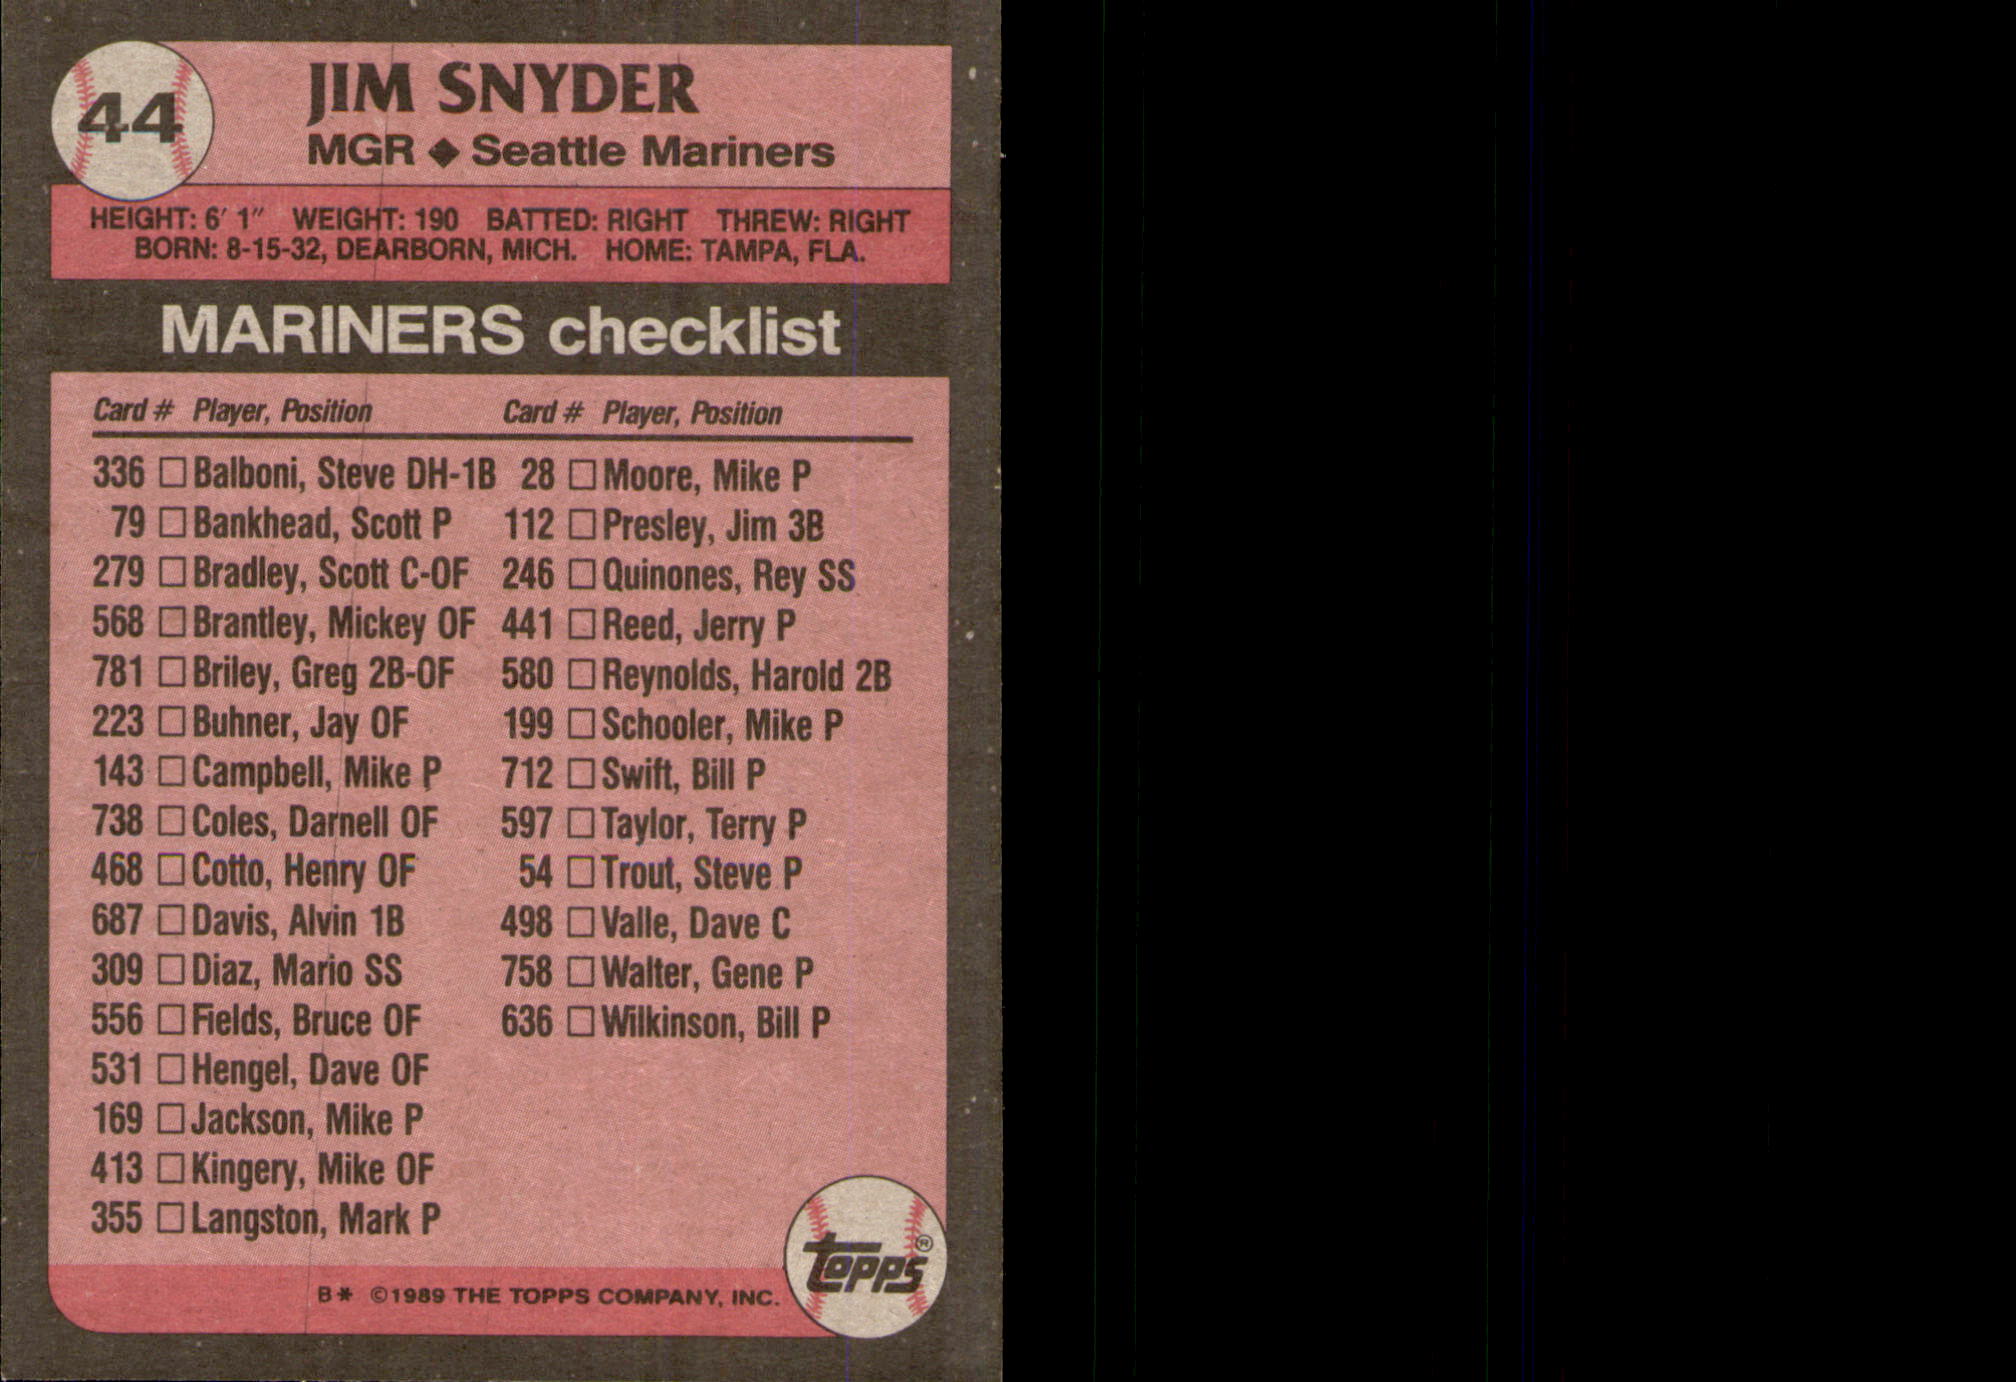 44
JIM SNYDER
MGR ◆ Seattle Mariners
HEIGHT: 6' 1" WEIGHT: 190 BATTED: RIGHT THREW: RIGHT
BORN: 8-15-32, DEARBORN, MICH. HOME: TAMPA, FLA.
MARINERS checklist
Card # Player, Position
336 □ Balboni, Steve DH-1B
79 □ Bankhead, Scott P
279 □ Bradley, Scott C-OF
568 □ Brantley, Mickey OF
781 □ Briley, Greg 2B-OF
223 □ Buhner, Jay OF
143 □ Campbell, Mike P
738 □ Coles, Darnell OF
468 □ Cotto, Henry OF
687 □ Davis, Alvin 1B
309 □ Diaz, Mario SS
556 □ Fields, Bruce OF
531 □ Hengel, Dave OF
169 □ Jackson, Mike P
413 □ Kingery, Mike OF
355 □ Langston, Mark P
Card # Player, Position
28 □ Moore, Mike P
112 □ Presley, Jim 3B
246 □ Quinones, Rey SS
441 □ Reed, Jerry P
580 □ Reynolds, Harold 2B
199 □ Schooler, Mike P
712 □ Swift, Bill P
597 □ Taylor, Terry P
54 □ Trout, Steve P
498 □ Valle, Dave C
758 □ Walter, Gene P
636 □ Wilkinson, Bill P
topps®
B* ©1989 THE TOPPS COMPANY, INC.